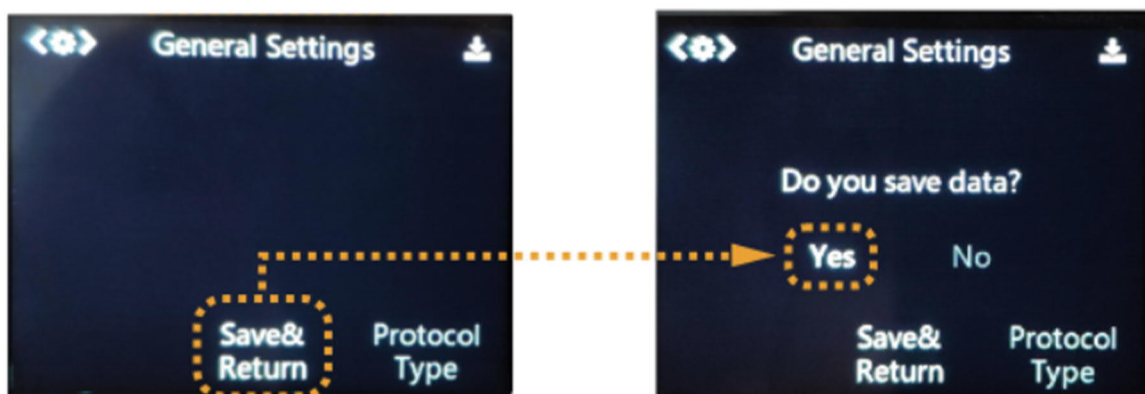 General Settings
Save&
Return
Protocol
Type
General Settings
Do you save data?
Yes
No
Save&
Return
Protocol
Type